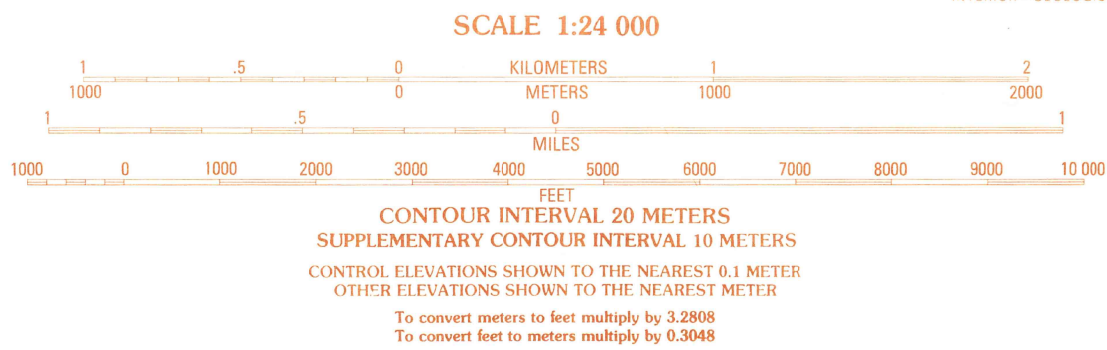 SCALE 1:24 000
1 .5 0 KILOMETERS 1 2
1000 0 METERS 1000 2000
1 .5 0 1
MILES
1000 0 1000 2000 3000 4000 5000 6000 7000 8000 9000 10 000
FEET
CONTOUR INTERVAL 20 METERS
SUPPLEMENTARY CONTOUR INTERVAL 10 METERS
CONTROL ELEVATIONS SHOWN TO THE NEAREST 0.1 METER
OTHER ELEVATIONS SHOWN TO THE NEAREST METER
To convert meters to feet multiply by 3.2808
To convert feet to meters multiply by 0.3048